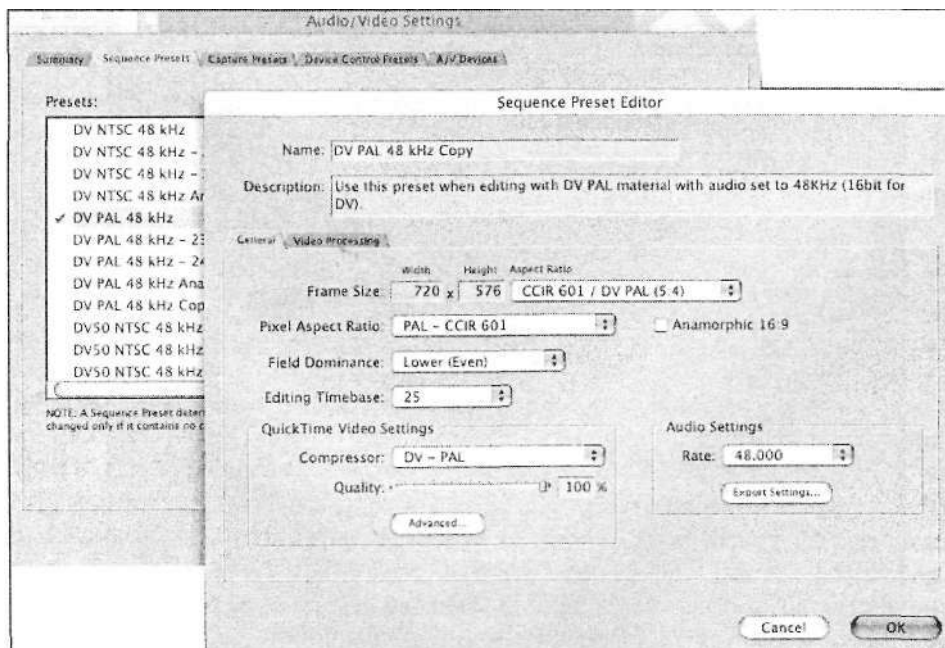 Audio/Video Settings
Summary Sequence Presets Capture Presets Device Control Presets A/V Devices
Presets:
DV NTSC 48 kHz
DV NTSC 48 kHz -
DV NTSC 48 kHz -
DV NTSC 48 kHz Ar
✓ DV PAL 48 kHz
DV PAL 48 kHz - 23
DV PAL 48 kHz - 24
DV PAL 48 kHz Ana
DV PAL 48 kHz Cop
DV50 NTSC 48 kHz
DV50 NTSC 48 kHz
DV50 NTSC 48 kHz
NOTE: A Sequence Preset deter
changed only if it contains no c
Sequence Preset Editor
Name: DV PAL 48 kHz Copy
Description: Use this preset when editing with DV PAL material with audio set to 48KHz (16bit for
DV).
General Video Processing
Width Height Aspect Ratio
Frame Size: 720 x 576 CCIR 601 / DV PAL (5:4)
Pixel Aspect Ratio: PAL - CCIR 601
Anamorphic 16:9
Field Dominance: Lower (Even)
Editing Timebase: 25
QuickTime Video Settings
Compressor: DV - PAL
Quality: 100 %
Advanced...
Audio Settings
Rate: 48.000
Export Settings...
Cancel OK